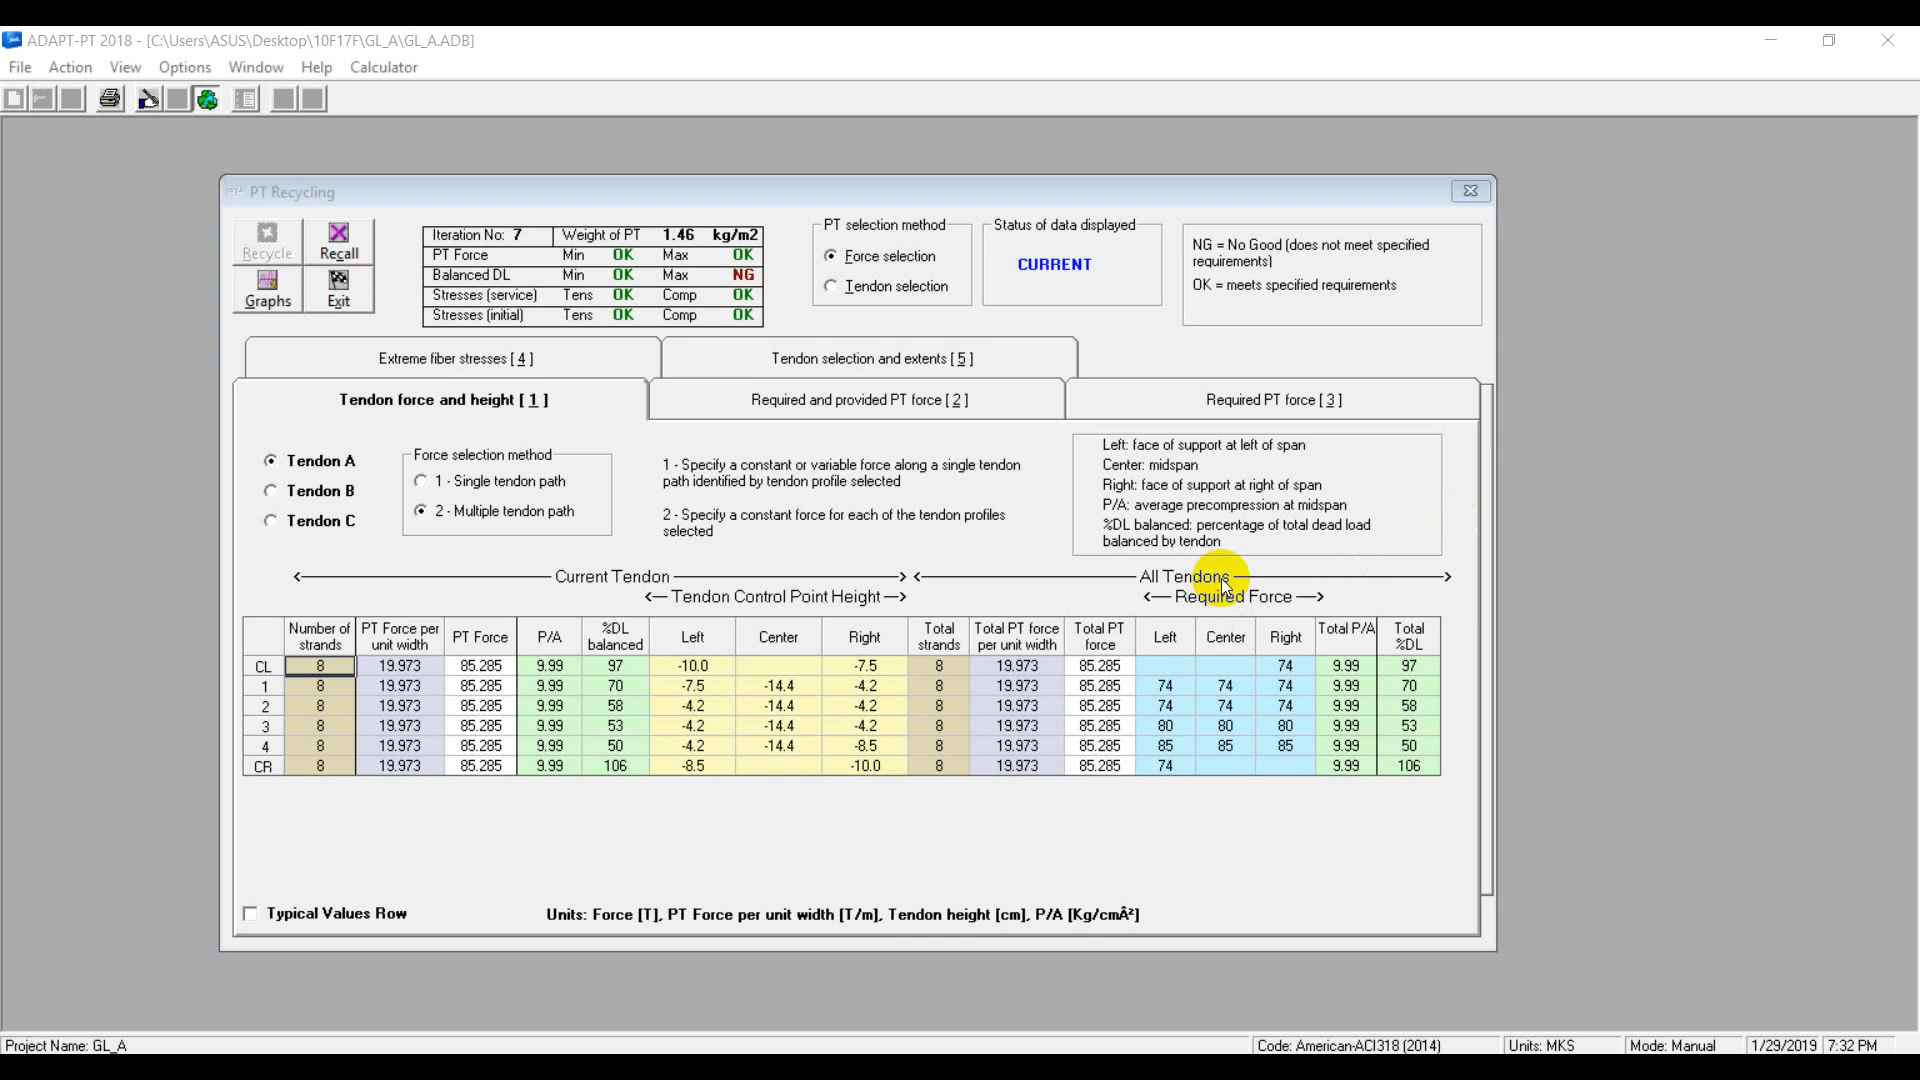 ADAPT-PT 2018 - [C:\Users\ASUS\Desktop\10F17F\GL_A\GL_A.ADB]
File Action View Options Window Help Calculator
PT Recycling
Recycle Recall
Graphs Exit
Iteration No: 7 Weight of PT 1.46 kg/m2
PT Force Min OK Max OK
Balanced DL Min OK Max NG
Stresses (service) Tens OK Comp OK
Stresses (initial) Tens OK Comp OK
PT selection method
Force selection
Tendon selection
Status of data displayed
CURRENT
NG = No Good (does not meet specified
requirements)
OK = meets specified requirements
Extreme fiber stresses [ 4 ] Tendon selection and extents [ 5 ]
Tendon force and height [ 1 ] Required and provided PT force [ 2 ] Required PT force [ 3 ]
Tendon A
Tendon B
Tendon C
Force selection method
1 - Single tendon path
2 - Multiple tendon path
1 - Specify a constant or variable force along a single tendon
path identified by tendon profile selected
2 - Specify a constant force for each of the tendon profiles
selected
Left: face of support at left of span
Center: midspan
Right: face of support at right of span
P/A: average precompression at midspan
%DL balanced: percentage of total dead load
balanced by tendon
<—— Current Tendon ——> <—— All Tendons ——>
<— Tendon Control Point Height —> <— Required Force —>
Number of strands PT Force per unit width PT Force P/A %DL balanced Left Center Right Total strands Total PT force per unit width Total PT force Left Center Right Total P/A Total %DL
CL 8 19.973 85.285 9.99 97 -10.0 -7.5 8 19.973 85.285 74 9.99 97
1 8 19.973 85.285 9.99 70 -7.5 -14.4 -4.2 8 19.973 85.285 74 74 74 9.99 70
2 8 19.973 85.285 9.99 58 -4.2 -14.4 -4.2 8 19.973 85.285 74 74 74 9.99 58
3 8 19.973 85.285 9.99 53 -4.2 -14.4 -4.2 8 19.973 85.285 80 80 80 9.99 53
4 8 19.973 85.285 9.99 50 -4.2 -14.4 -8.5 8 19.973 85.285 85 85 85 9.99 50
CR 8 19.973 85.285 9.99 106 -8.5 -10.0 8 19.973 85.285 74 9.99 106
Typical Values Row Units: Force [T], PT Force per unit width [T/m], Tendon height [cm], P/A [Kg/cmÂ²]
Project Name: GL_A Code: American-ACI318 (2014) Units: MKS Mode: Manual 1/29/2019 7:32 PM